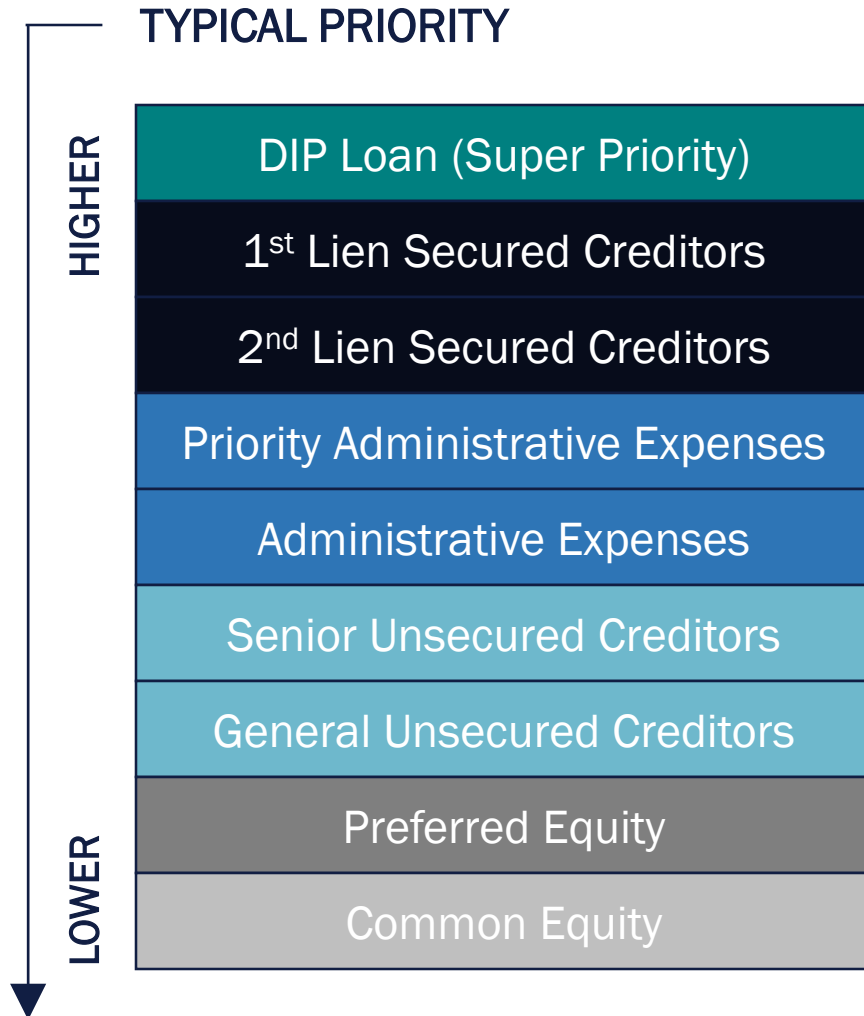 TYPICAL PRIORITY
HIGHER
DIP Loan (Super Priority)
1st Lien Secured Creditors
2nd Lien Secured Creditors
Priority Administrative Expenses
Administrative Expenses
Senior Unsecured Creditors
General Unsecured Creditors
Preferred Equity
LOWER
Common Equity